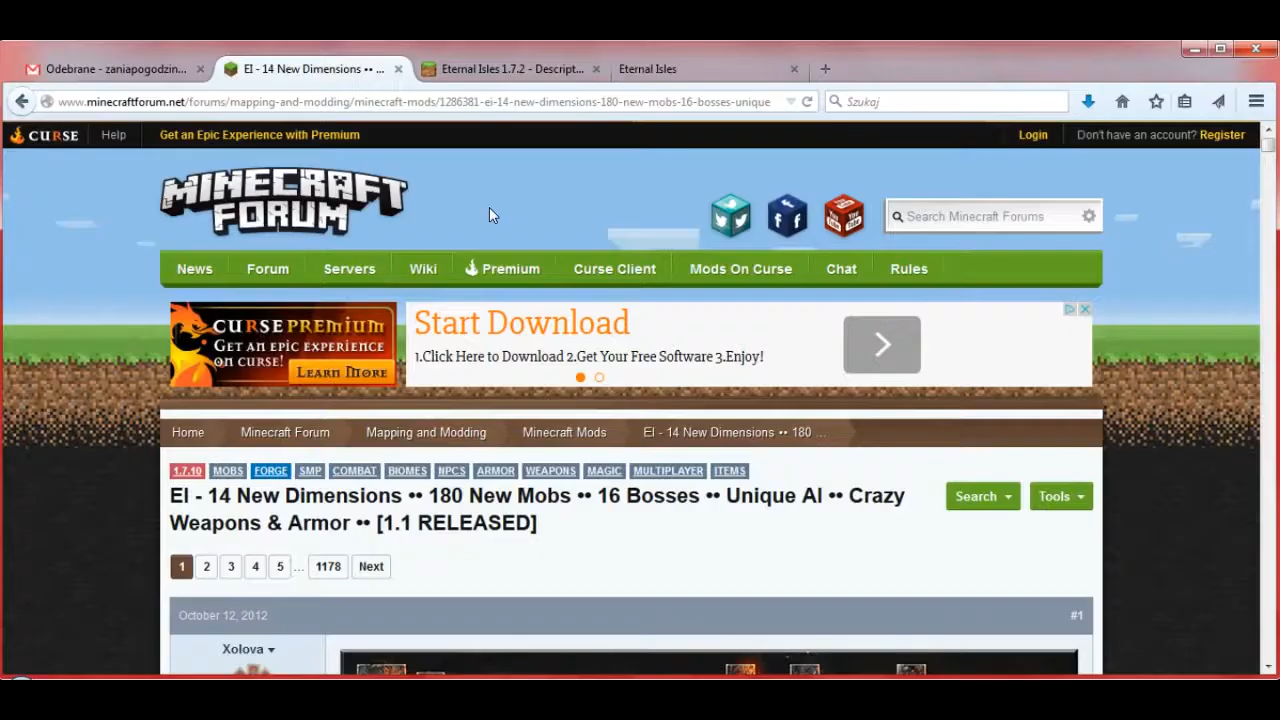 Odebrane - zaniapogodzin...
EI - 14 New Dimensions •• ...
Eternal Isles 1.7.2 - Descript...
Eternal Isles
www.minecraftforum.net/forums/mapping-and-modding/minecraft-mods/1286381-ei-14-new-dimensions-180-new-mobs-16-bosses-unique
Szukaj
CURSE
Help
Get an Epic Experience with Premium
Login
Don't have an account? Register
MINECRAFT
FORUM
Search Minecraft Forums
News
Forum
Servers
Wiki
Premium
Curse Client
Mods On Curse
Chat
Rules
CURSE PREMIUM
GET AN EPIC EXPERIENCE
ON CURSE!
LEARN MORE
Start Download
1.Click Here to Download 2.Get Your Free Software 3.Enjoy!
Home
Minecraft Forum
Mapping and Modding
Minecraft Mods
EI - 14 New Dimensions •• 180 ...
1.7.10 MOBS FORGE SMP COMBAT BIOMES NPCS ARMOR WEAPONS MAGIC MULTIPLAYER ITEMS
EI - 14 New Dimensions •• 180 New Mobs •• 16 Bosses •• Unique AI •• Crazy
Weapons & Armor •• [1.1 RELEASED]
Search
Tools
1 2 3 4 5 ... 1178 Next
October 12, 2012
#1
Xolova